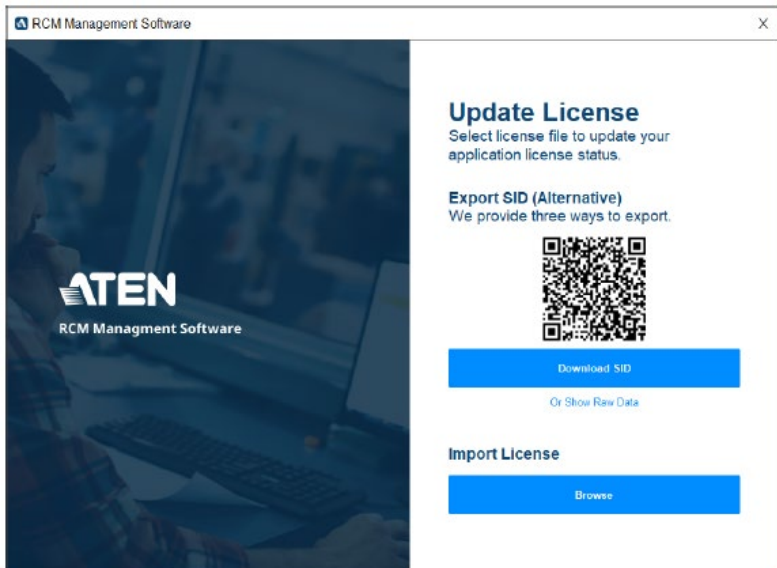 RCM Management Software
X
Update License
Select license file to update your
application license status.
Export SID (Alternative)
We provide three ways to export.
ATEN
RCM Managment Software
Download SID
Or Show Raw Data
Import License
Browse